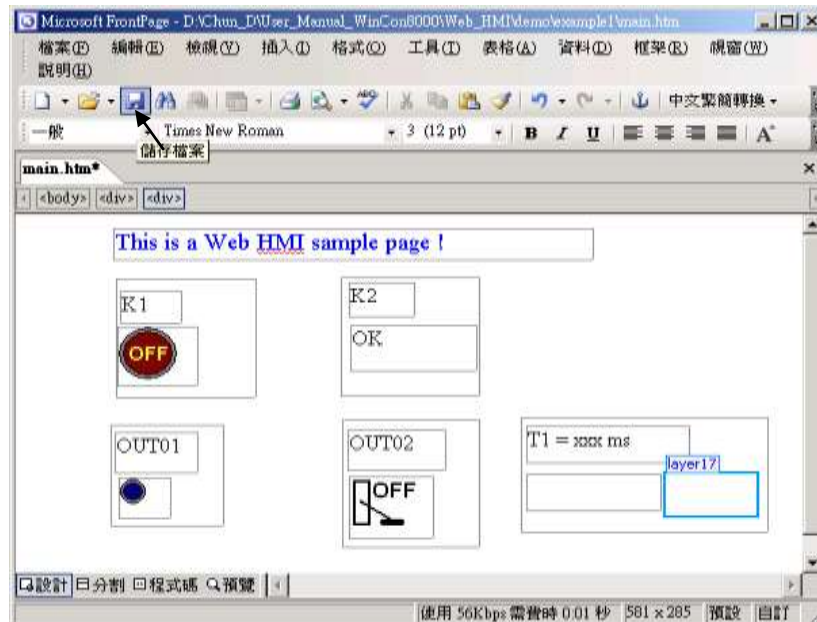 Microsoft FrontPage - D:\Chun_D\User_Manual_WinCon8000\Web_HMI\demo\example1\main.htm
檔案(F) 編輯(E) 檢視(V) 插入(I) 格式(O) 工具(T) 表格(A) 資料(D) 框架(R) 視窗(W)
說明(H)
中文繁簡轉換
一般 Times New Roman 3 (12 pt) B I U A
儲存檔案
main.htm*
<body> <div> <div>
This is a Web HMI sample page !
K1
K2
OFF
OK
OUT01
OUT02
T1 = xxx ms
layer17
OFF
設計 分割 程式碼 預覽
使用 56Kbps 需費時 0:01 秒 581 x 285 預設 自訂